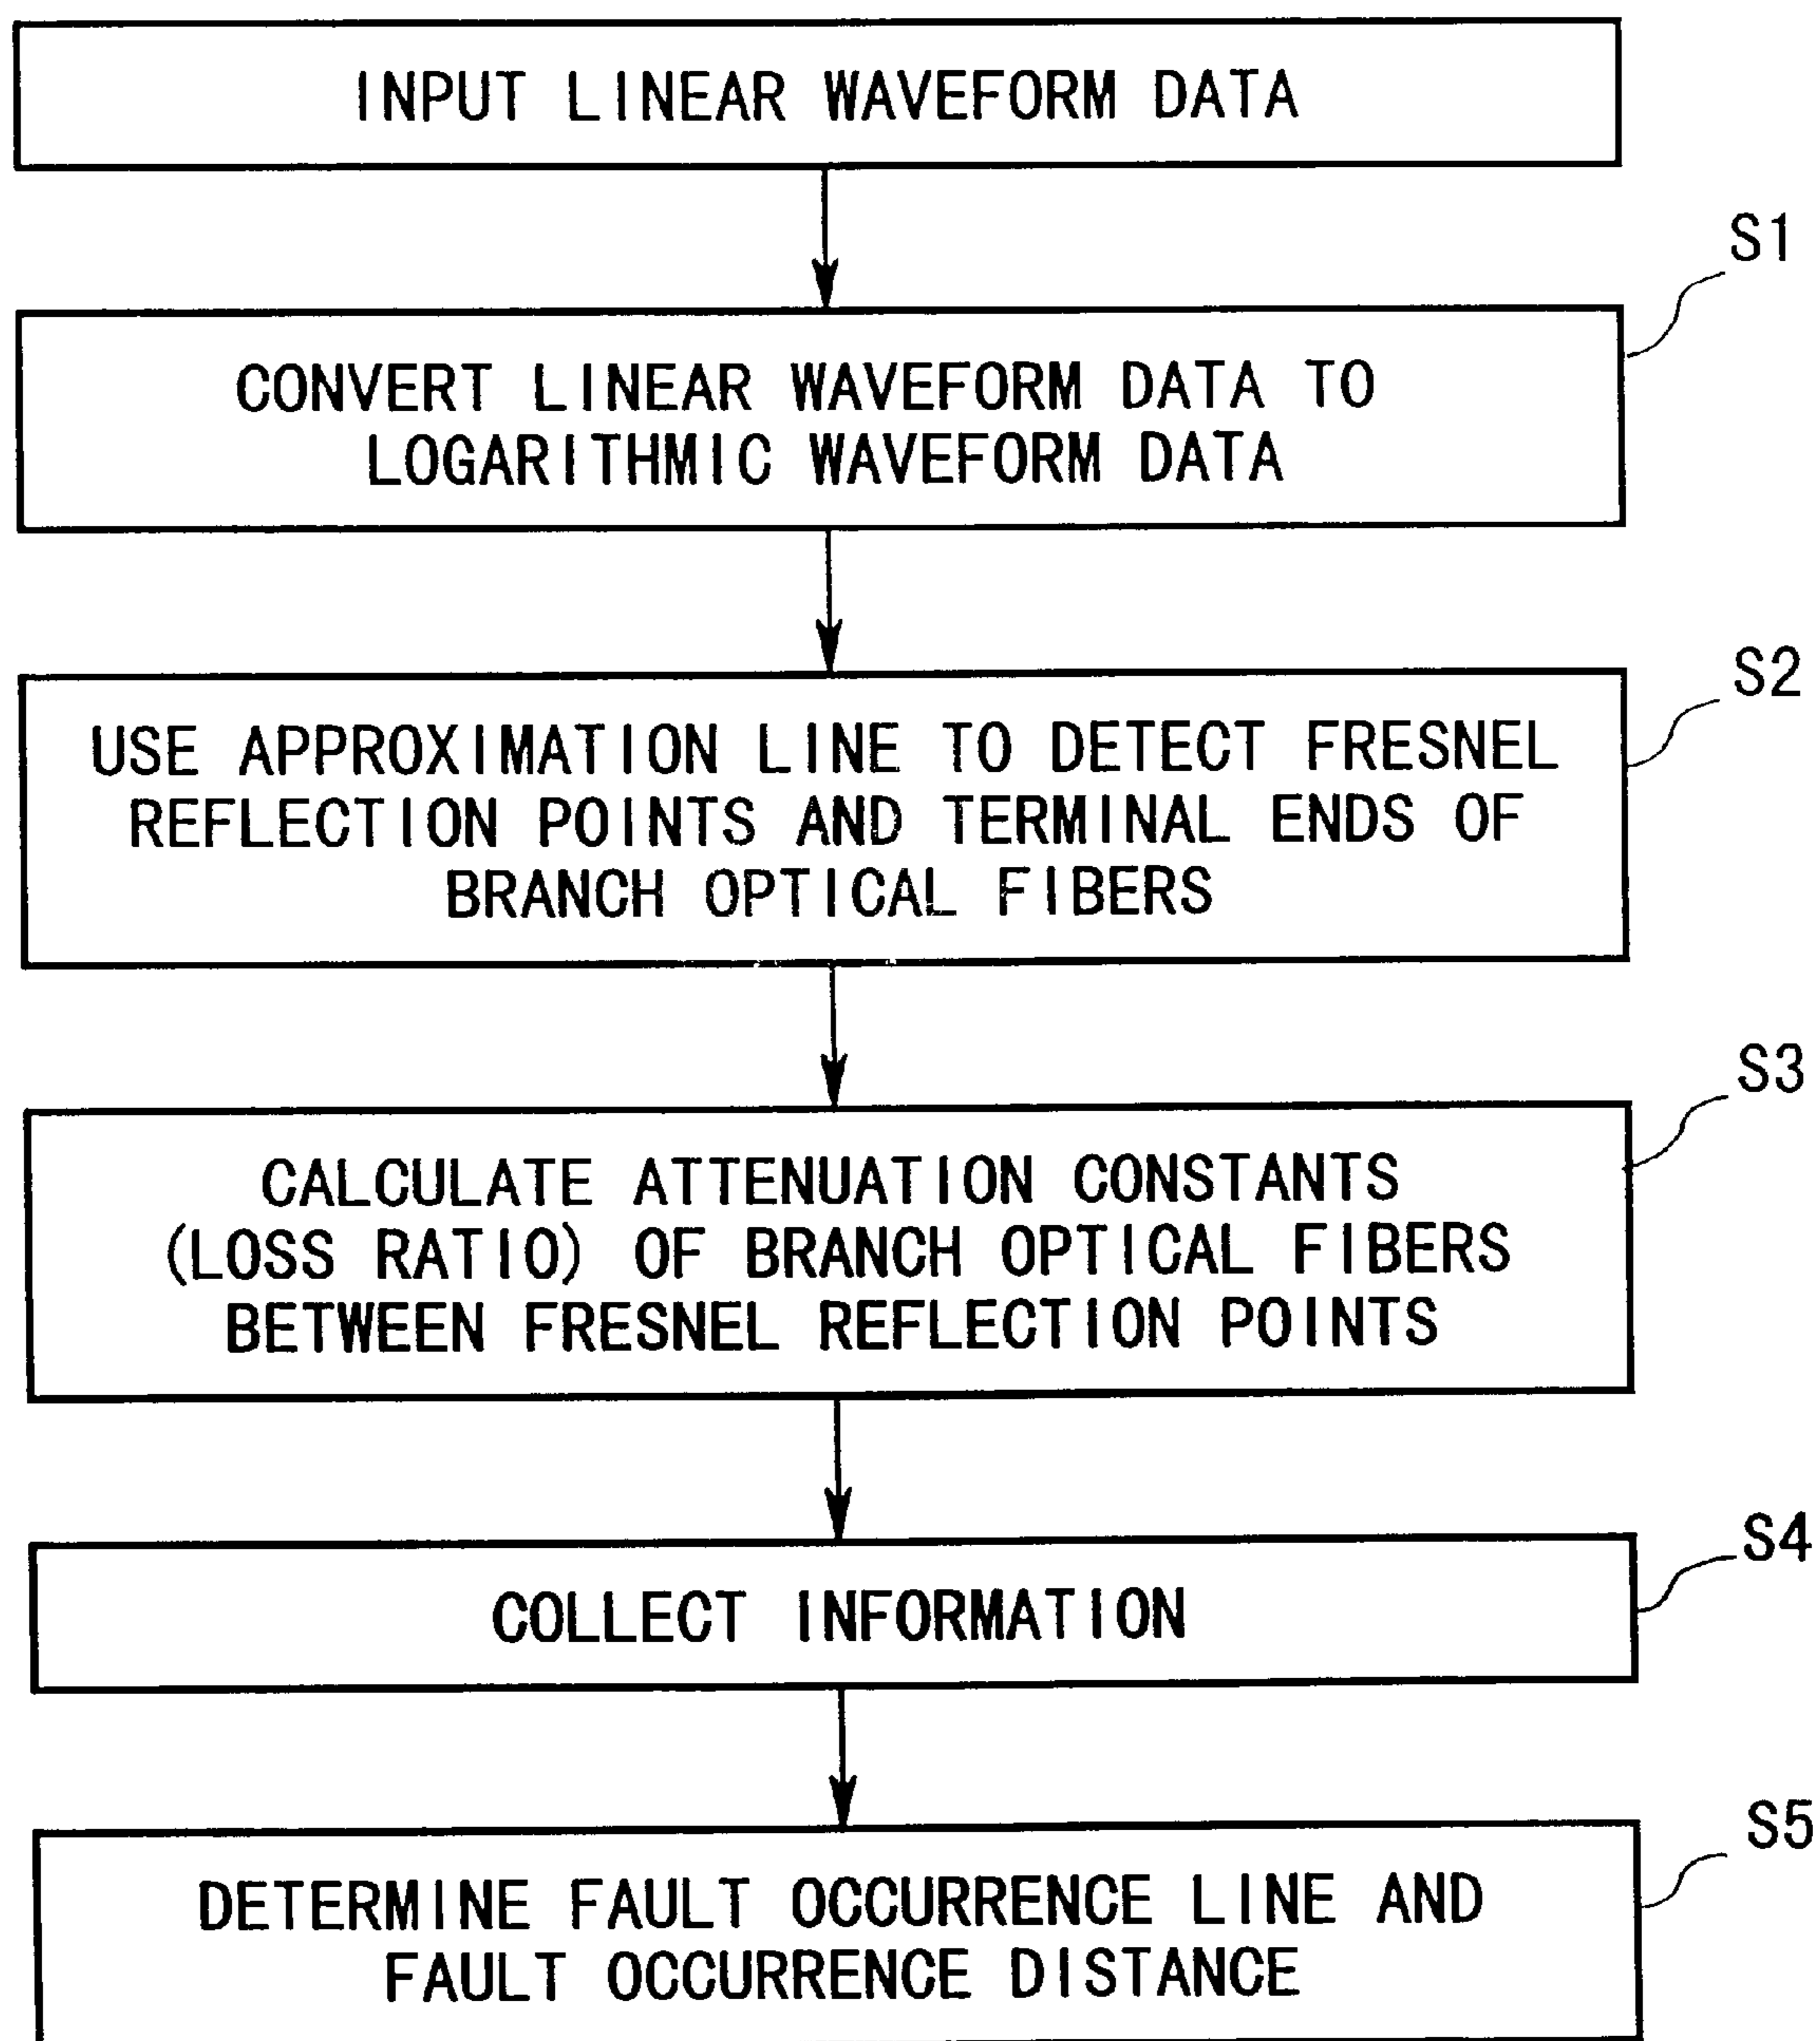 INPUT LINEAR WAVEFORM DATA
S1
CONVERT LINEAR WAVEFORM DATA TO
LOGARITHMIC WAVEFORM DATA
S2
USE APPROXIMATION LINE TO DETECT FRESNEL
REFLECTION POINTS AND TERMINAL ENDS OF
BRANCH OPTICAL FIBERS
S3
CALCULATE ATTENUATION CONSTANTS
(LOSS RATIO) OF BRANCH OPTICAL FIBERS
BETWEEN FRESNEL REFLECTION POINTS
S4
COLLECT INFORMATION
S5
DETERMINE FAULT OCCURRENCE LINE AND
FAULT OCCURRENCE DISTANCE